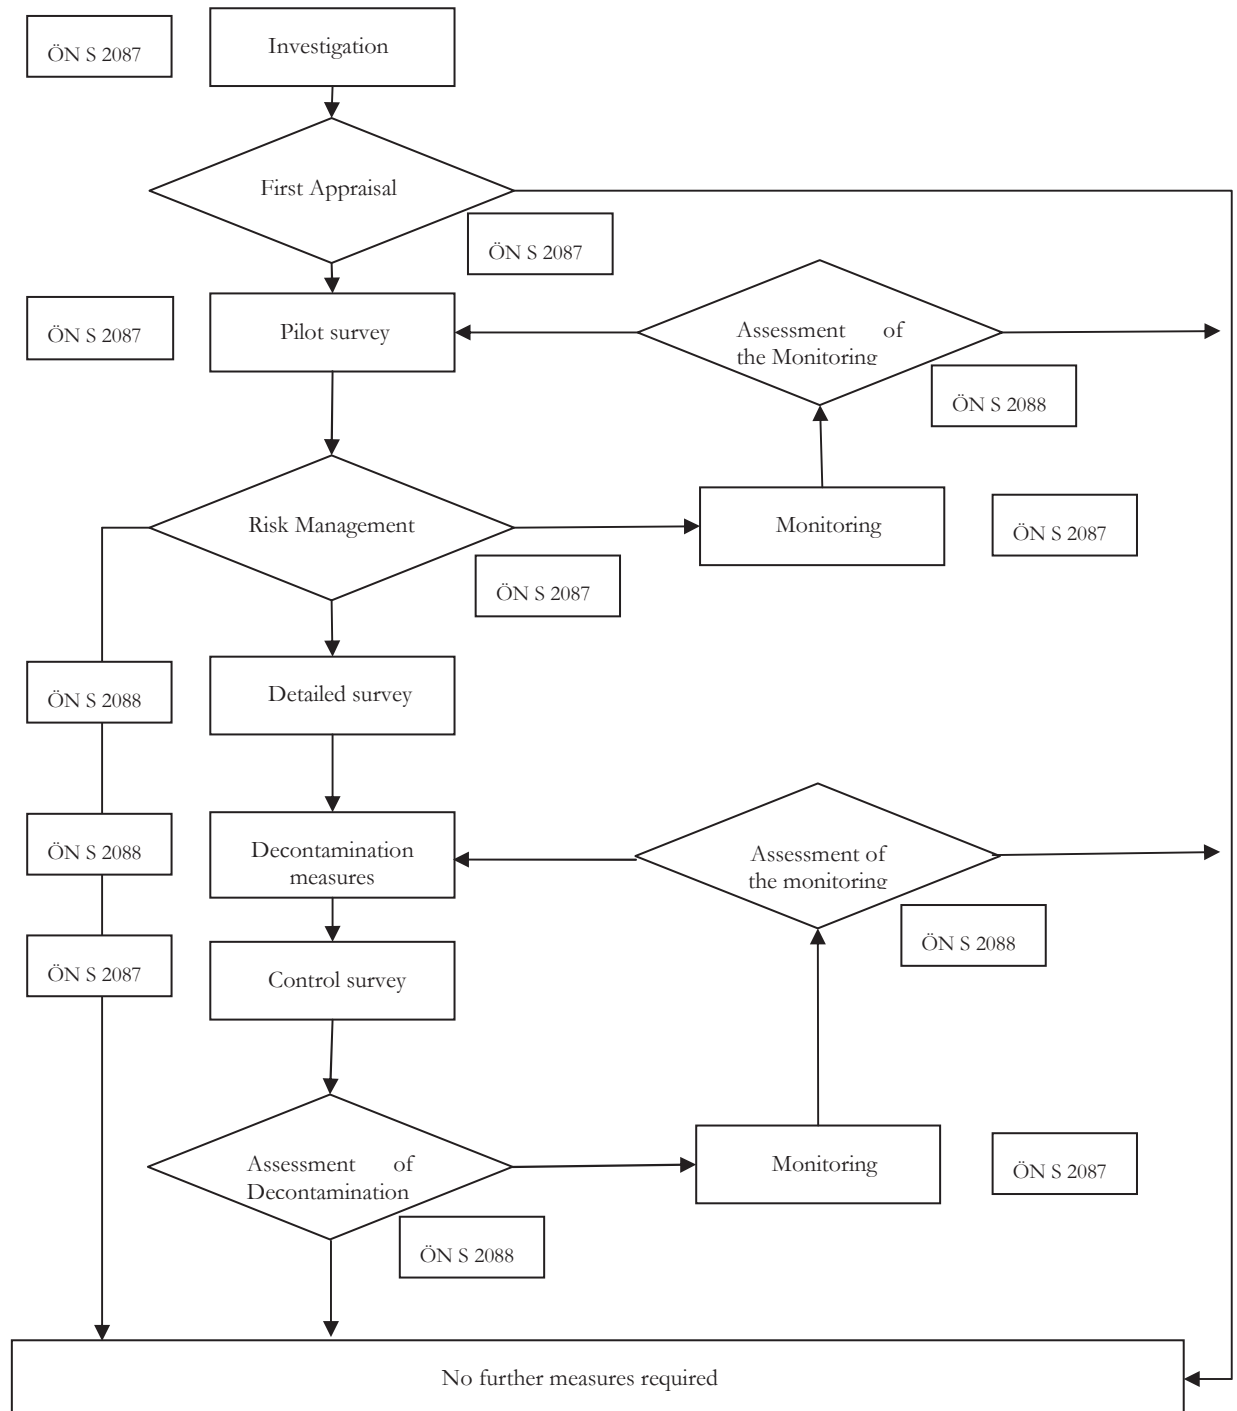 ÖN S 2087
Investigation
First Appraisal
ÖN S 2087
ÖN S 2087
Pilot survey
Assessment of
the Monitoring
ÖN S 2088
Risk Management
ÖN S 2087
Monitoring
ÖN S 2087
ÖN S 2088
Detailed survey
ÖN S 2088
Decontamination
measures
Assessment of
the monitoring
ÖN S 2088
ÖN S 2087
Control survey
Assessment of
Decontamination
ÖN S 2088
Monitoring
ÖN S 2087
No further measures required